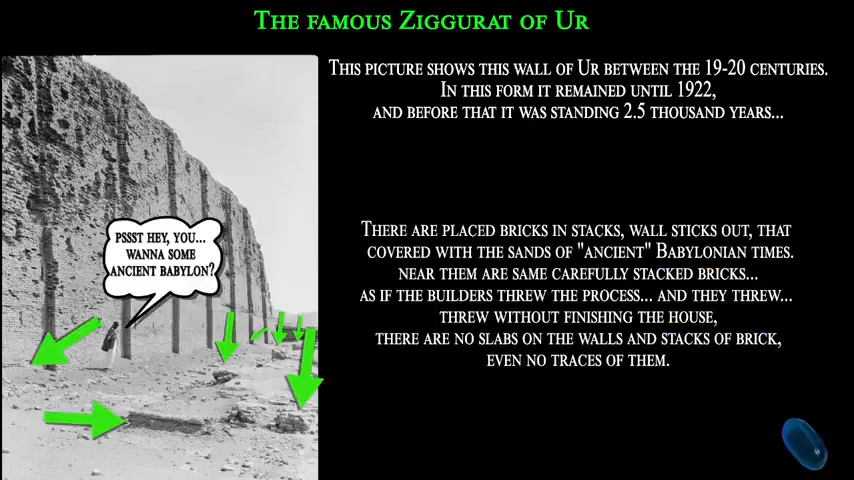 The famous Ziggurat of Ur
This picture shows this wall of Ur between the 19-20 centuries.
In this form it remained until 1922,
and before that it was standing 2.5 thousand years...
Pssst hey, you...
wanna some
ancient Babylon?
There are placed bricks in stacks, wall sticks out, that
covered with the sands of "ancient" Babylonian times.
near them are same carefully stacked bricks...
as if the builders threw the process... and they threw...
threw without finishing the house,
there are no slabs on the walls and stacks of brick,
even no traces of them.